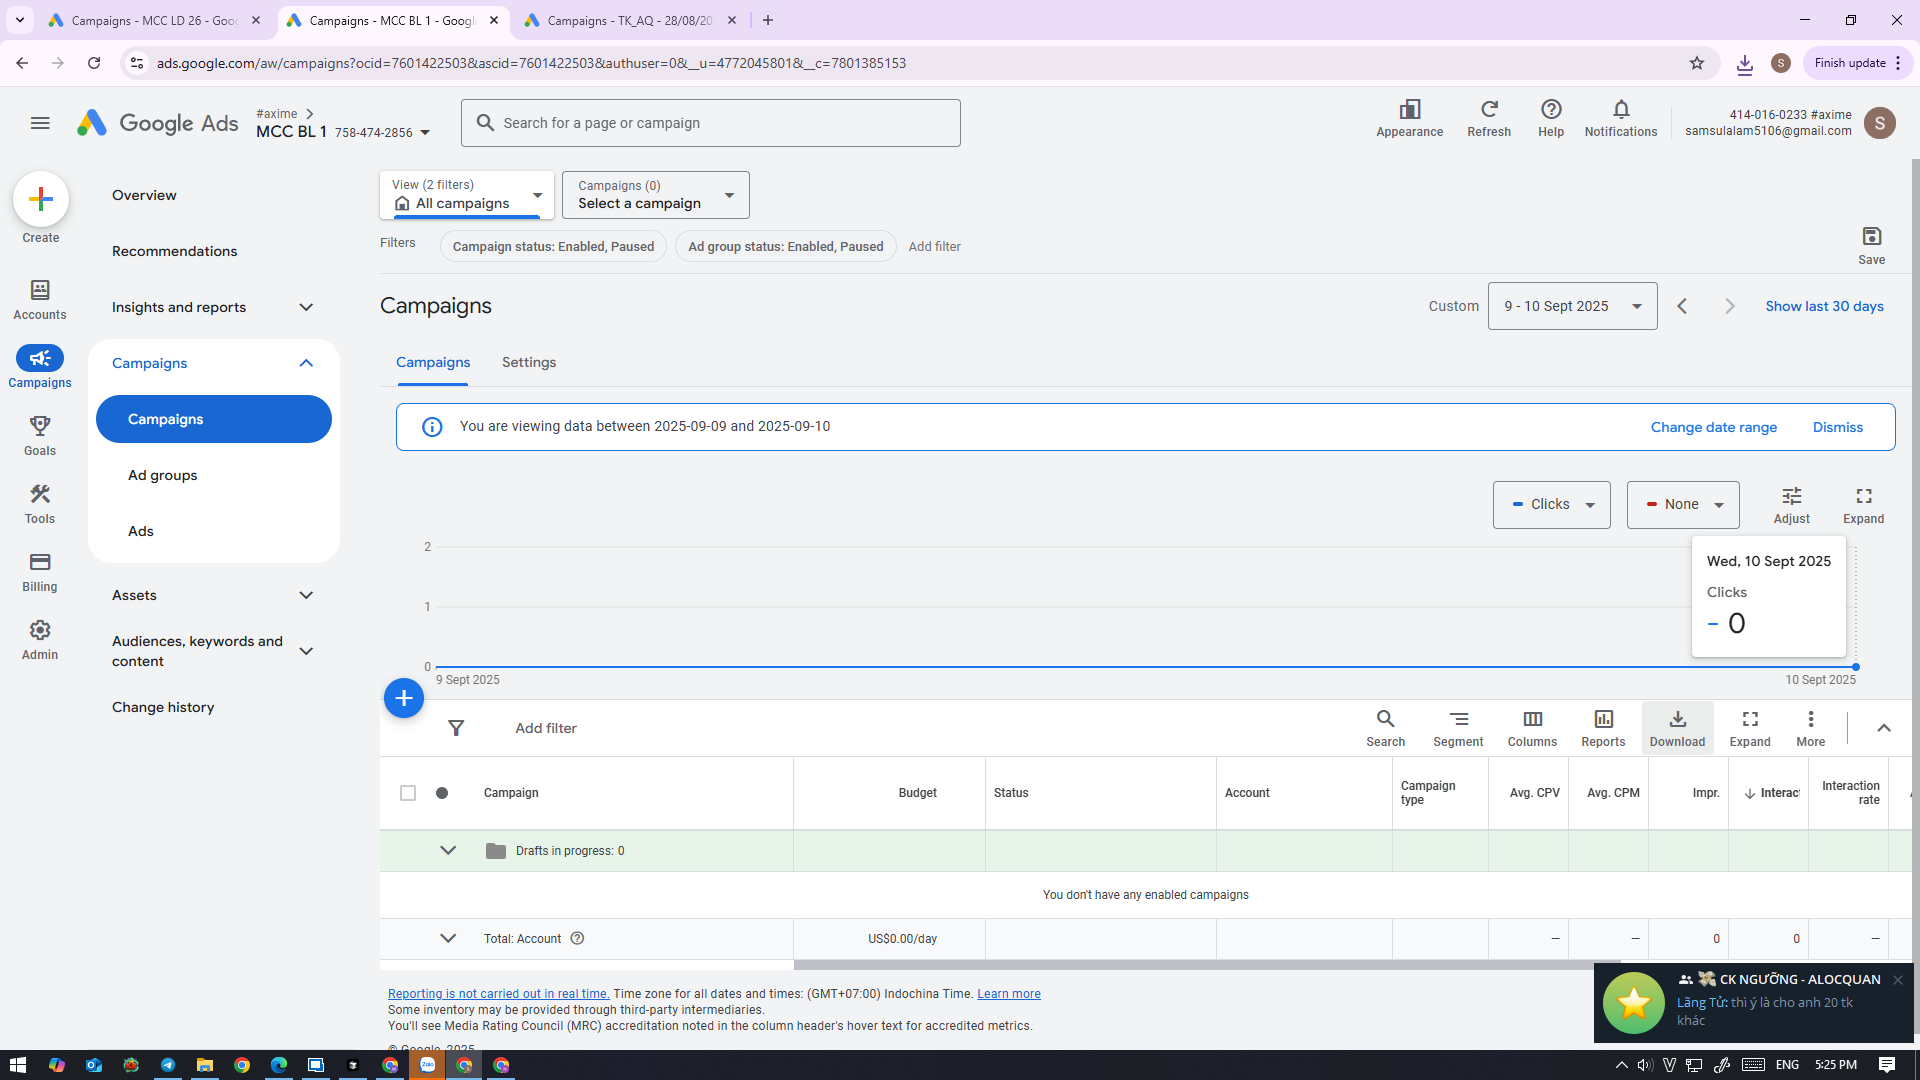 Campaigns - MCC LD 26 - Goog
Campaigns - MCC BL 1 - Google
Campaigns - TK_AQ - 28/08/20
ads.google.com/aw/campaigns?ocid=7601422503&ascid=7601422503&authuser=0&__u=4772045801&__c=7801385153
S
Finish update
Google Ads
#axime
MCC BL 1 758-474-2856
Search for a page or campaign
Appearance
Refresh
Help
Notifications
414-016-0233 #axime
samsulalam5106@gmail.com
S
Create
Accounts
Campaigns
Goals
Tools
Billing
Admin
Overview
Recommendations
Insights and reports
Campaigns
Campaigns
Ad groups
Ads
Assets
Audiences, keywords and
content
Change history
View (2 filters)
All campaigns
Campaigns (0)
Select a campaign
Filters
Campaign status: Enabled, Paused
Ad group status: Enabled, Paused
Add filter
Save
Campaigns
Custom
9 - 10 Sept 2025
Show last 30 days
Campaigns
Settings
You are viewing data between 2025-09-09 and 2025-09-10
Change date range
Dismiss
Clicks
None
Adjust
Expand
2
1
0
9 Sept 2025
10 Sept 2025
Wed, 10 Sept 2025
Clicks
0
Add filter
Search
Segment
Columns
Reports
Download
Expand
More
Campaign
Budget
Status
Account
Campaign
type
Avg. CPV
Avg. CPM
Impr.
Interac
Interaction
rate
Drafts in progress: 0
You don't have any enabled campaigns
Total: Account
US$0.00/day
—
—
0
0
—
Reporting is not carried out in real time. Time zone for all dates and times: (GMT+07:00) Indochina Time. Learn more
Some inventory may be provided through third-party intermediaries.
You'll see Media Rating Council (MRC) accreditation noted in the column header's hover text for accredited metrics.
© Google, 2025
CK NGƯỠNG - ALOCQUAN
Lãng Tử: thì ý là cho anh 20 tk
khác
Zalo
ENG
5:25 PM